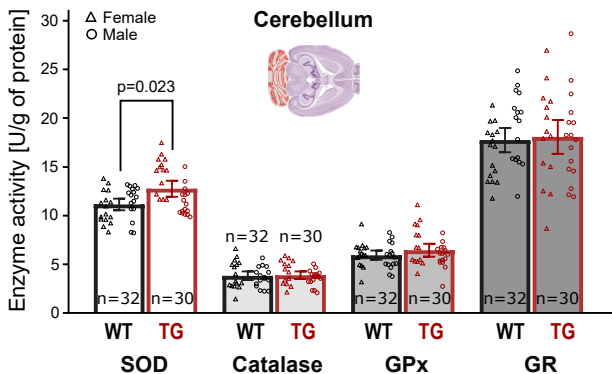 Cerebellum
△ Female
○ Male
p=0.023
Enzyme activity [U/g of protein]
30
25
20
15
10
5
0
n=32 n=30
n=32 n=30
n=32 n=30
n=32 n=30
WT TG WT TG WT TG WT TG
SOD Catalase GPx GR